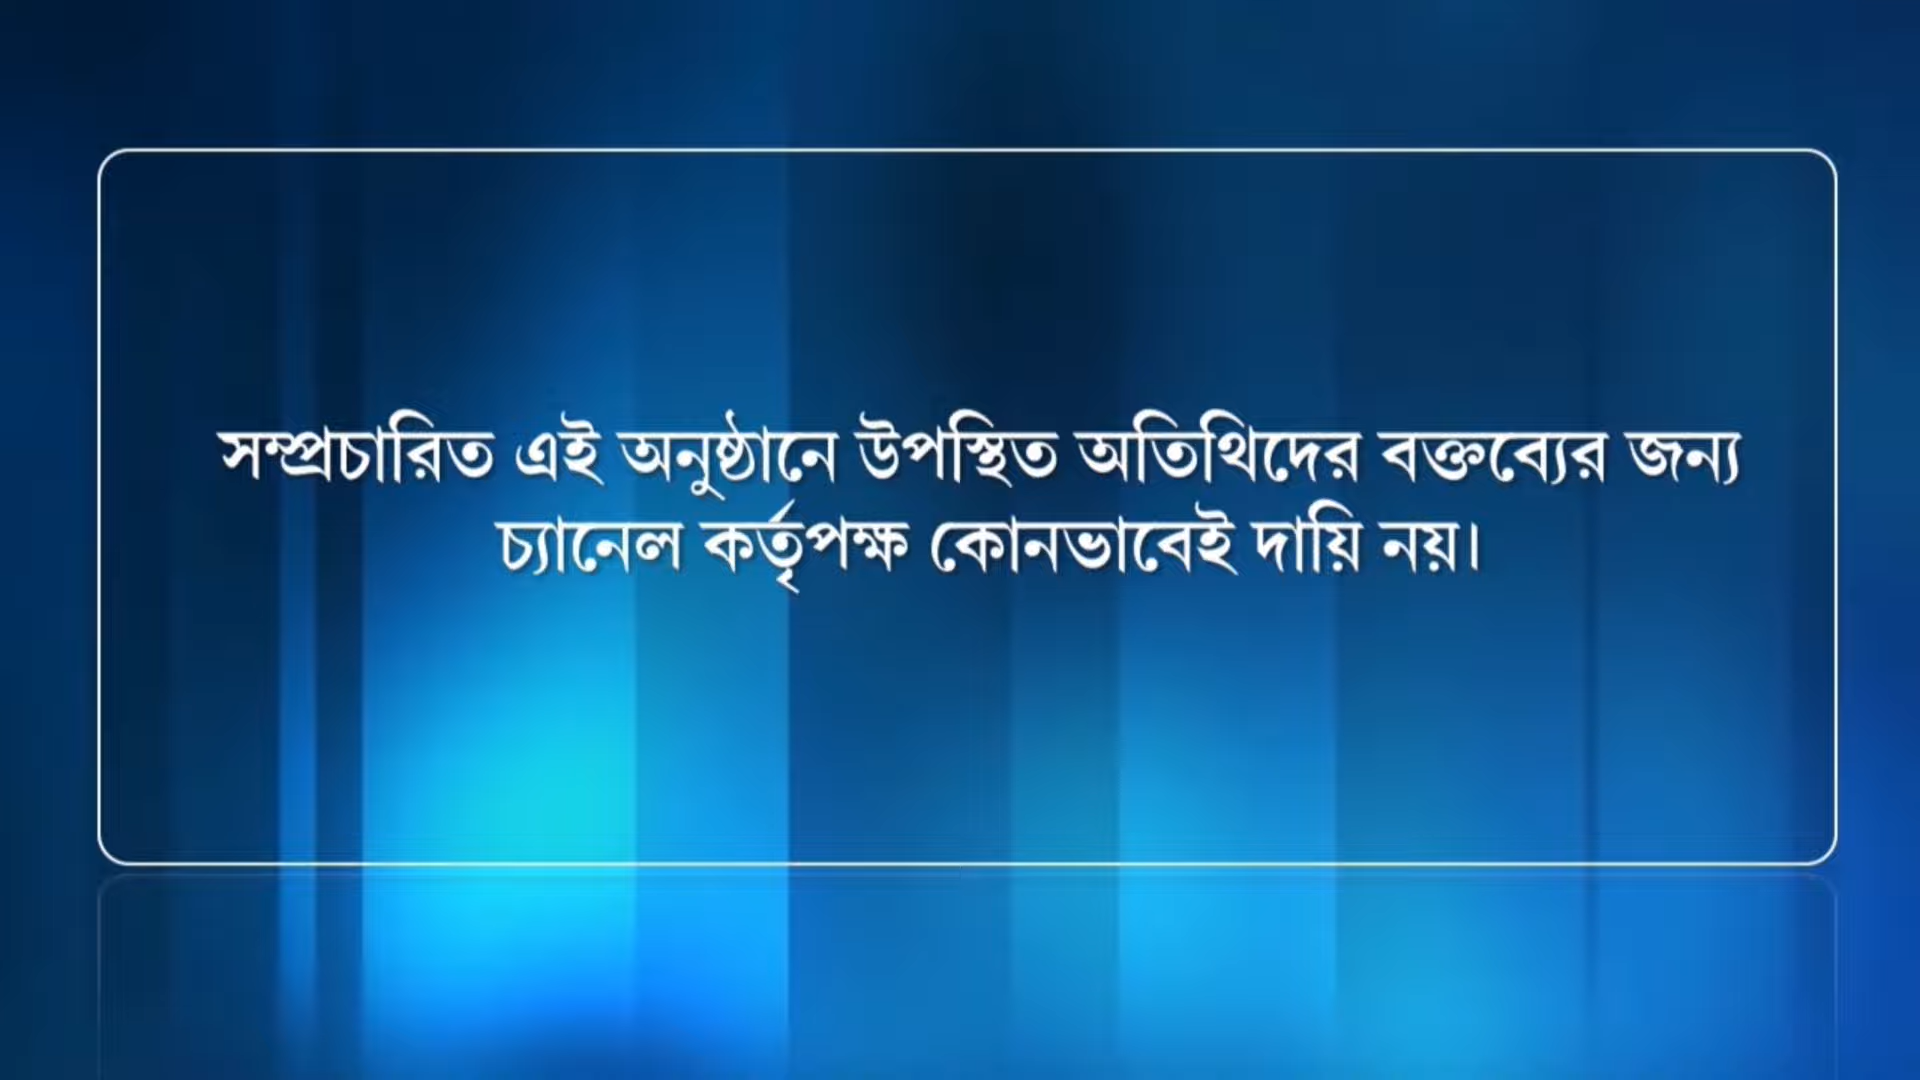 সম্প্রচারিত এই অনুষ্ঠানে উপস্থিত অতিথিদের বক্তব্যের জন্য
চ্যানেল কর্তৃপক্ষ কোনভাবেই দায়ি নয়।